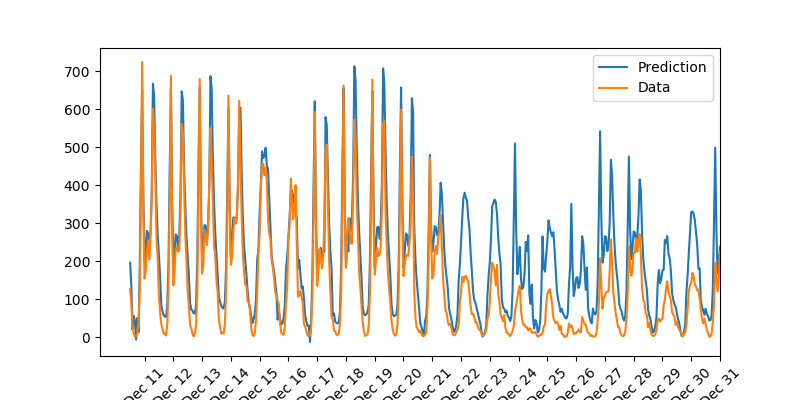 Prediction
Data
700
600
500
400
300
200
100
0
Dec 11
Dec 12
Dec 13
Dec 14
Dec 15
Dec 16
Dec 17
Dec 18
Dec 19
Dec 20
Dec 21
Dec 22
Dec 23
Dec 24
Dec 25
Dec 26
Dec 27
Dec 28
Dec 29
Dec 30
Dec 31